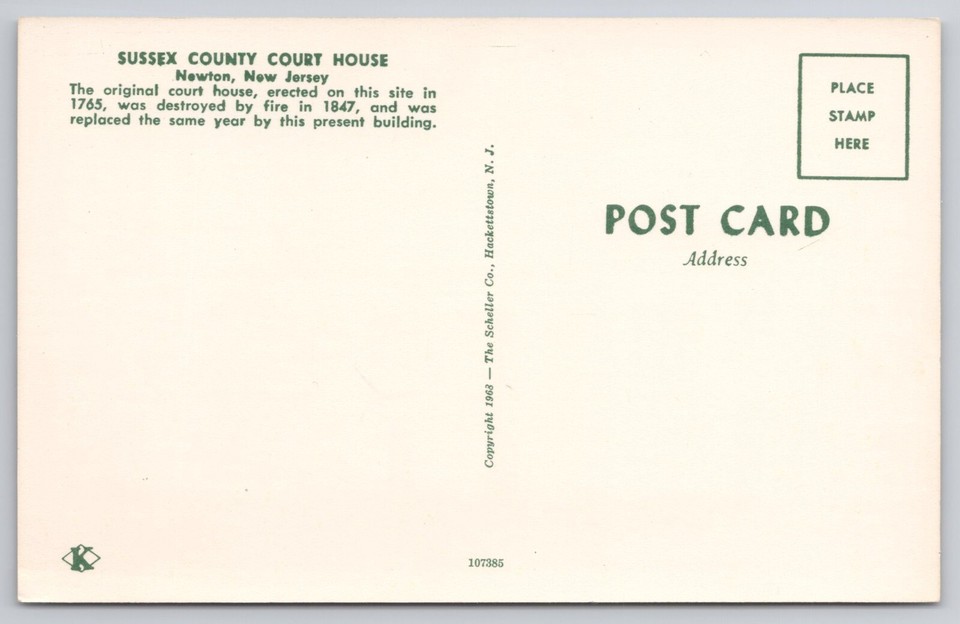 SUSSEX COUNTY COURT HOUSE
Newton, New Jersey
The original court house, erected on this site in
1765, was destroyed by fire in 1847, and was
replaced the same year by this present building.
Copyright 1963 — The Scheller Co., Hackettstown, N. J.
PLACE
STAMP
HERE
POST CARD
Address
K
107385